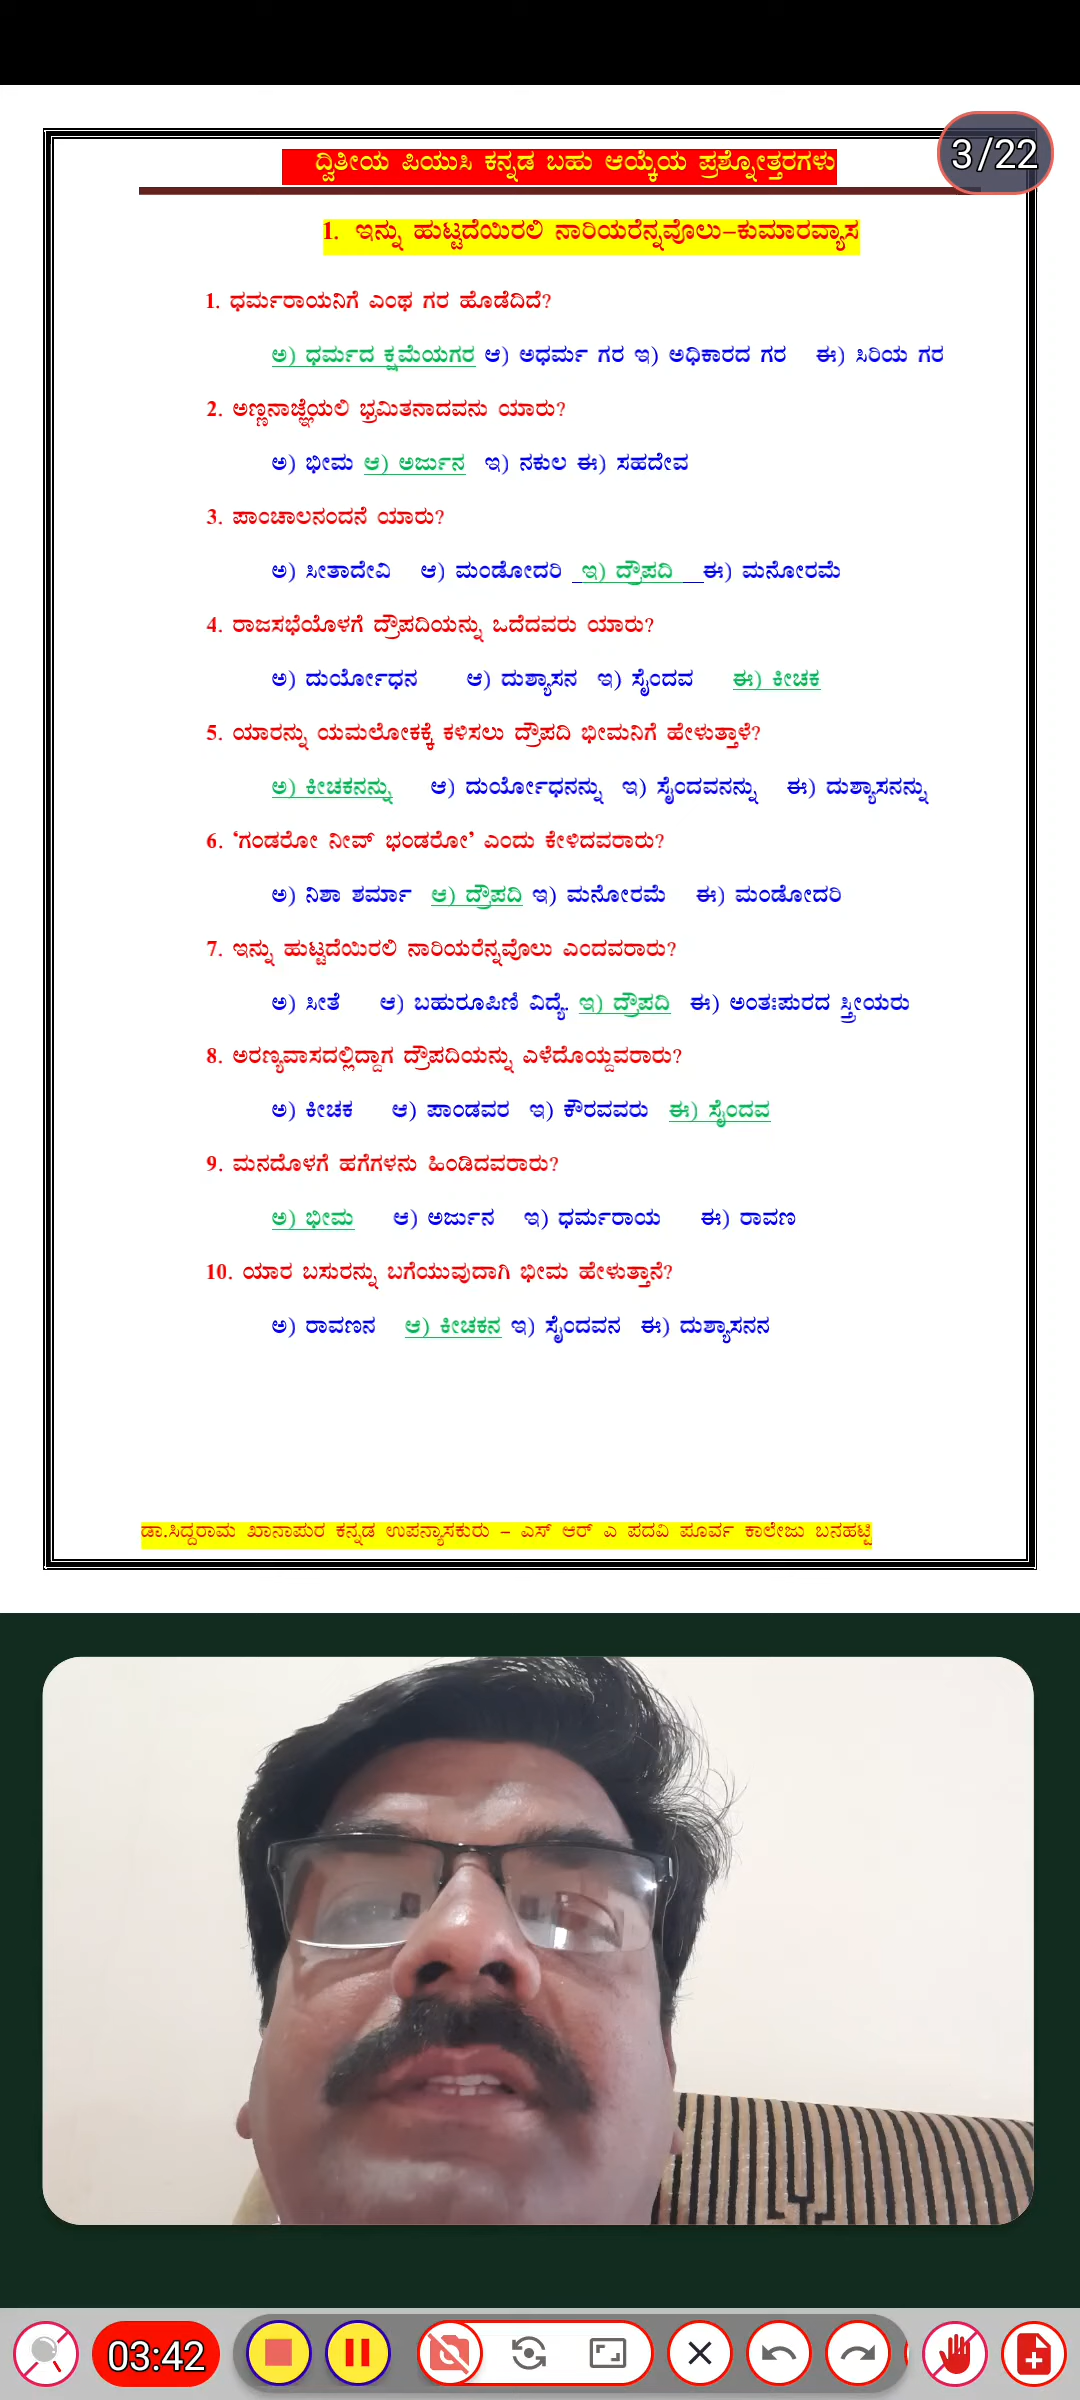 3/22
ದ್ವಿತೀಯ ಪಿಯುಸಿ ಕನ್ನಡ ಬಹು ಆಯ್ಕೆಯ ಪ್ರಶ್ನೋತ್ತರಗಳು
1. ಇನ್ನು ಹುಟ್ಟದೆಯಿರಲಿ ನಾರಿಯರೆನ್ನವೊಲು-ಕುಮಾರವ್ಯಾಸ
1. ಧರ್ಮರಾಯನಿಗೆ ಎಂಥ ಗರ ಹೊಡೆದಿದೆ?
ಅ) ಧರ್ಮದ ಕ್ಷಮೆಯಗರ ಆ) ಅಧರ್ಮ ಗರ ಇ) ಅಧಿಕಾರದ ಗರ ಈ) ಸಿರಿಯ ಗರ
2. ಅಣ್ಣನಾಜ್ಞೆಯಲಿ ಭ್ರಮಿತನಾದವನು ಯಾರು?
ಅ) ಭೀಮ ಆ) ಅರ್ಜುನ ಇ) ನಕುಲ ಈ) ಸಹದೇವ
3. ಪಾಂಚಾಲನಂದನೆ ಯಾರು?
ಅ) ಸೀತಾದೇವಿ ಆ) ಮಂಡೋದರಿ ಇ) ದ್ರೌಪದಿ ಈ) ಮನೋರಮೆ
4. ರಾಜಸಭೆಯೊಳಗೆ ದ್ರೌಪದಿಯನ್ನು ಒದೆದವರು ಯಾರು?
ಅ) ದುರ್ಯೋಧನ ಆ) ದುಶ್ಯಾಸನ ಇ) ಸೈಂದವ ಈ) ಕೀಚಕ
5. ಯಾರನ್ನು ಯಮಲೋಕಕ್ಕೆ ಕಳಿಸಲು ದ್ರೌಪದಿ ಭೀಮನಿಗೆ ಹೇಳುತ್ತಾಳೆ?
ಅ) ಕೀಚಕನನ್ನು ಆ) ದುರ್ಯೋಧನನ್ನು ಇ) ಸೈಂದವನನ್ನು ಈ) ದುಶ್ಯಾಸನನ್ನು
6. 'ಗಂಡರೋ ನೀವ್ ಭಂಡರೋ' ಎಂದು ಕೇಳಿದವರಾರು?
ಅ) ನಿಶಾ ಶರ್ಮಾ ಆ) ದ್ರೌಪದಿ ಇ) ಮನೋರಮೆ ಈ) ಮಂಡೋದರಿ
7. ಇನ್ನು ಹುಟ್ಟದೆಯಿರಲಿ ನಾರಿಯರೆನ್ನವೊಲು ಎಂದವರಾರು?
ಅ) ಸೀತೆ ಆ) ಬಹುರೂಪಿಣಿ ವಿದ್ಯೆ. ಇ) ದ್ರೌಪದಿ ಈ) ಅಂತಃಪುರದ ಸ್ತ್ರೀಯರು
8. ಅರಣ್ಯವಾಸದಲ್ಲಿದ್ದಾಗ ದ್ರೌಪದಿಯನ್ನು ಎಳೆದೊಯ್ದವರಾರು?
ಅ) ಕೀಚಕ ಆ) ಪಾಂಡವರ ಇ) ಕೌರವವರು ಈ) ಸೈಂದವ
9. ಮನದೊಳಗೆ ಹಗೆಗಳನು ಹಿಂಡಿದವರಾರು?
ಅ) ಭೀಮ ಆ) ಅರ್ಜುನ ಇ) ಧರ್ಮರಾಯ ಈ) ರಾವಣ
10. ಯಾರ ಬಸುರನ್ನು ಬಗೆಯುವುದಾಗಿ ಭೀಮ ಹೇಳುತ್ತಾನೆ?
ಅ) ರಾವಣನ ಆ) ಕೀಚಕನ ಇ) ಸೈಂದವನ ಈ) ದುಶ್ಯಾಸನನ
ಡಾ.ಸಿದ್ದರಾಮ ಖಾನಾಪುರ ಕನ್ನಡ ಉಪನ್ಯಾಸಕುರು - ಎಸ್ ಆರ್ ಎ ಪದವಿ ಪೂರ್ವ ಕಾಲೇಜು ಬನಹಟ್ಟಿ
03:42